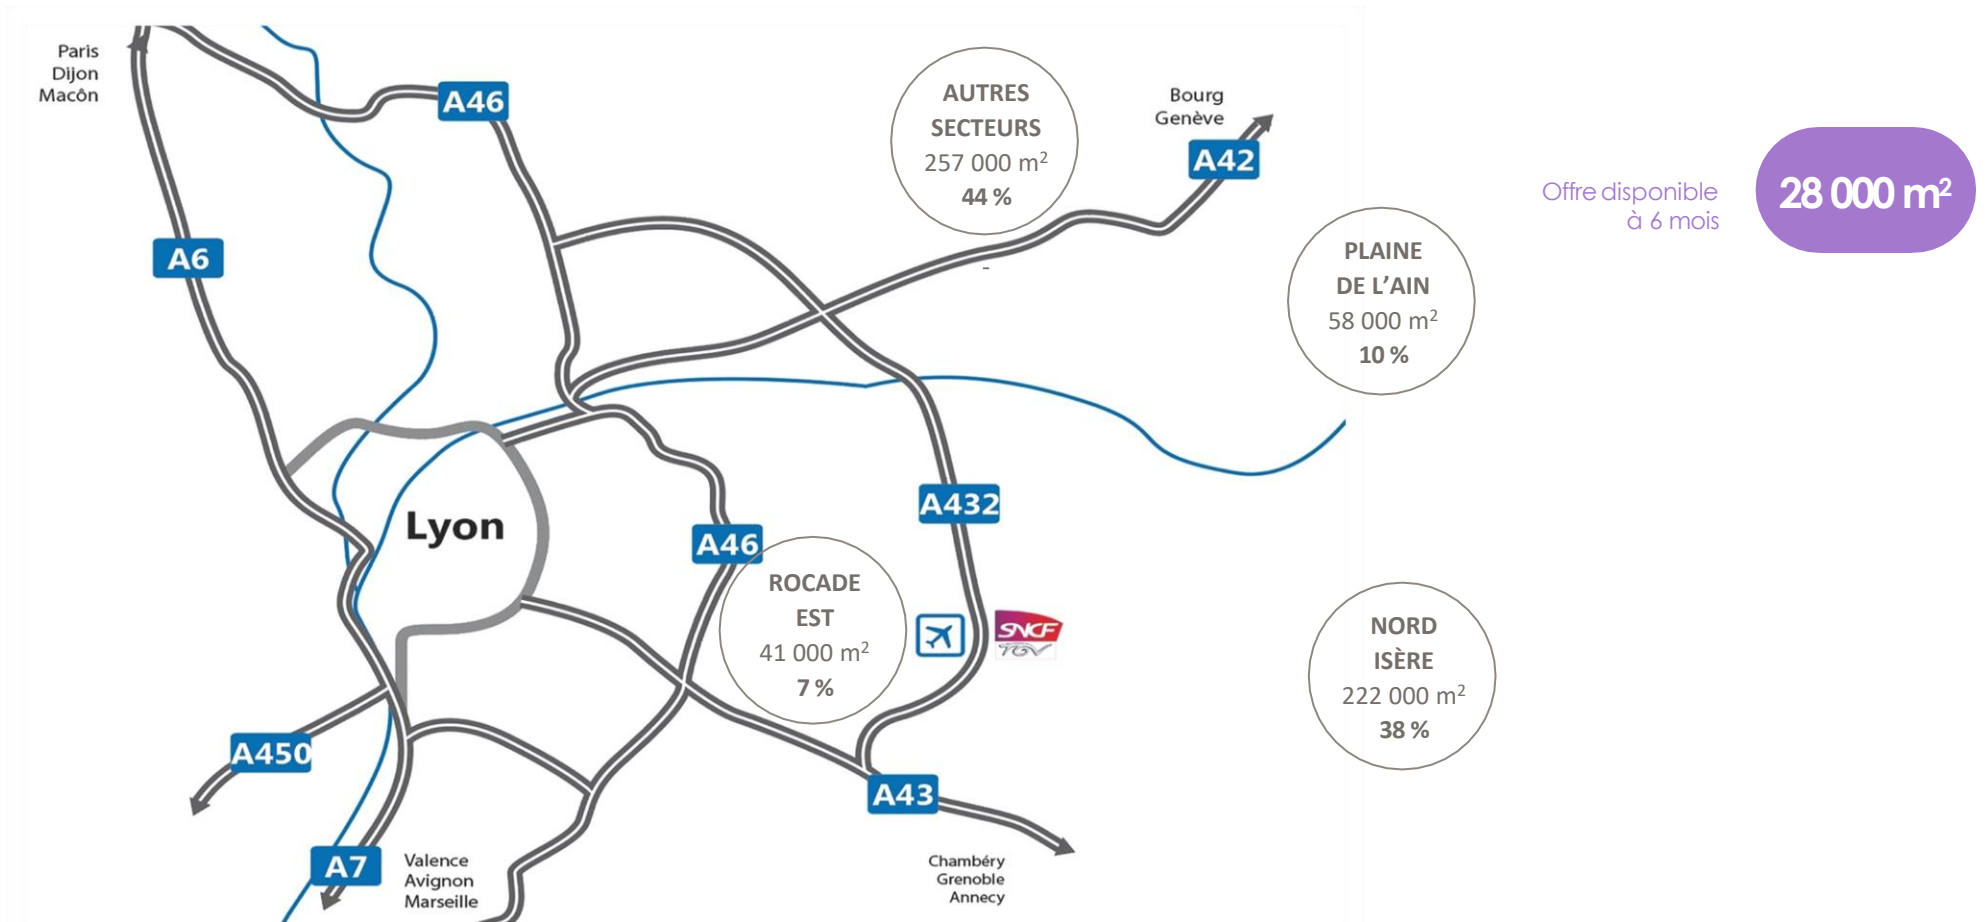 Paris
Dijon
Macôn
A46
AUTRES
SECTEURS
257 000 m²
44 %
-
Bourg
Genève
A42
Offre disponible
à 6 mois
28 000 m²
A6
PLAINE
DE L’AIN
58 000 m²
10 %
Lyon
A46
A432
ROCADE
EST
41 000 m²
7 %
SNCF
TGV
NORD
ISÈRE
222 000 m²
38 %
A450
A43
A7
Valence
Avignon
Marseille
Chambéry
Grenoble
Annecy